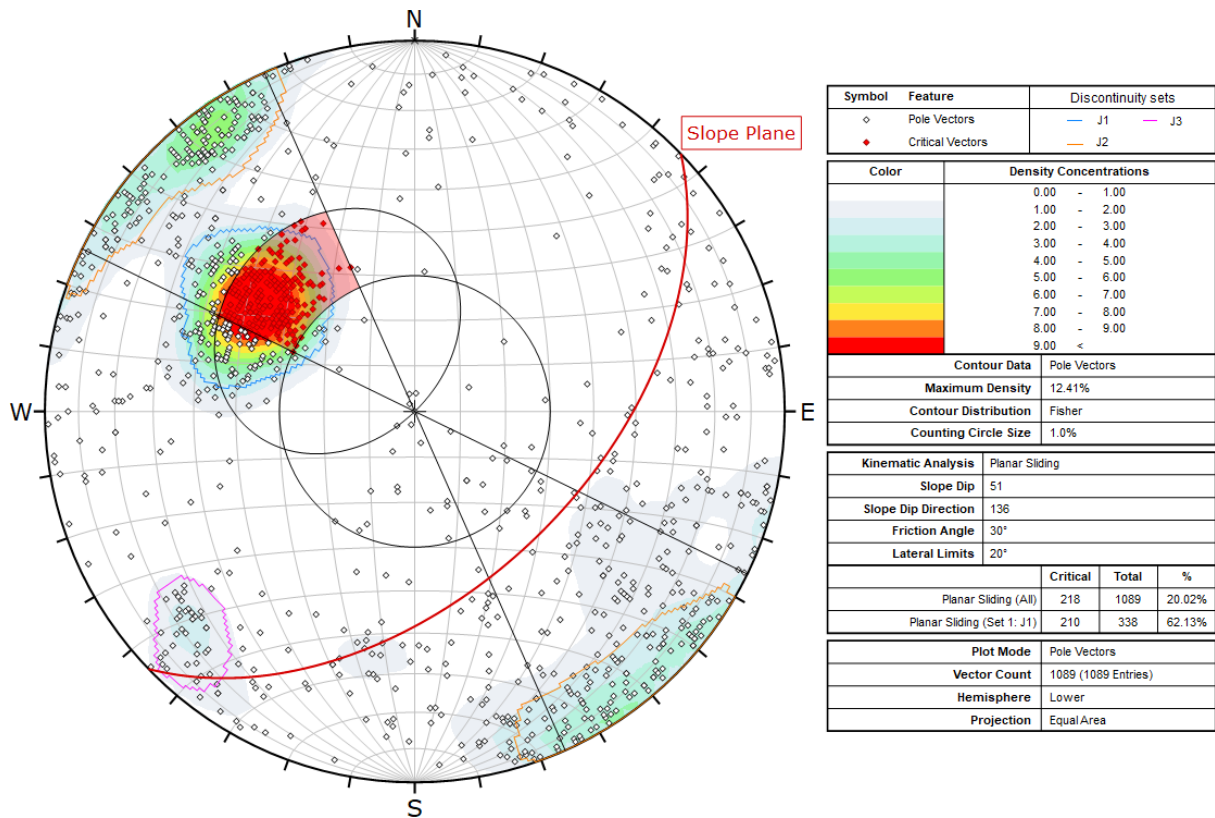 N
Slope Plane
W
E
S
Symbol Feature Discontinuity sets
Pole Vectors J1 J3
Critical Vectors J2
Color Density Concentrations
0.00 - 1.00
1.00 - 2.00
2.00 - 3.00
3.00 - 4.00
4.00 - 5.00
5.00 - 6.00
6.00 - 7.00
7.00 - 8.00
8.00 - 9.00
9.00 <
Contour Data Pole Vectors
Maximum Density 12.41%
Contour Distribution Fisher
Counting Circle Size 1.0%
Kinematic Analysis Planar Sliding
Slope Dip 51
Slope Dip Direction 136
Friction Angle 30°
Lateral Limits 20°
Critical Total %
Planar Sliding (All) 218 1089 20.02%
Planar Sliding (Set 1: J1) 210 338 62.13%
Plot Mode Pole Vectors
Vector Count 1089 (1089 Entries)
Hemisphere Lower
Projection Equal Area